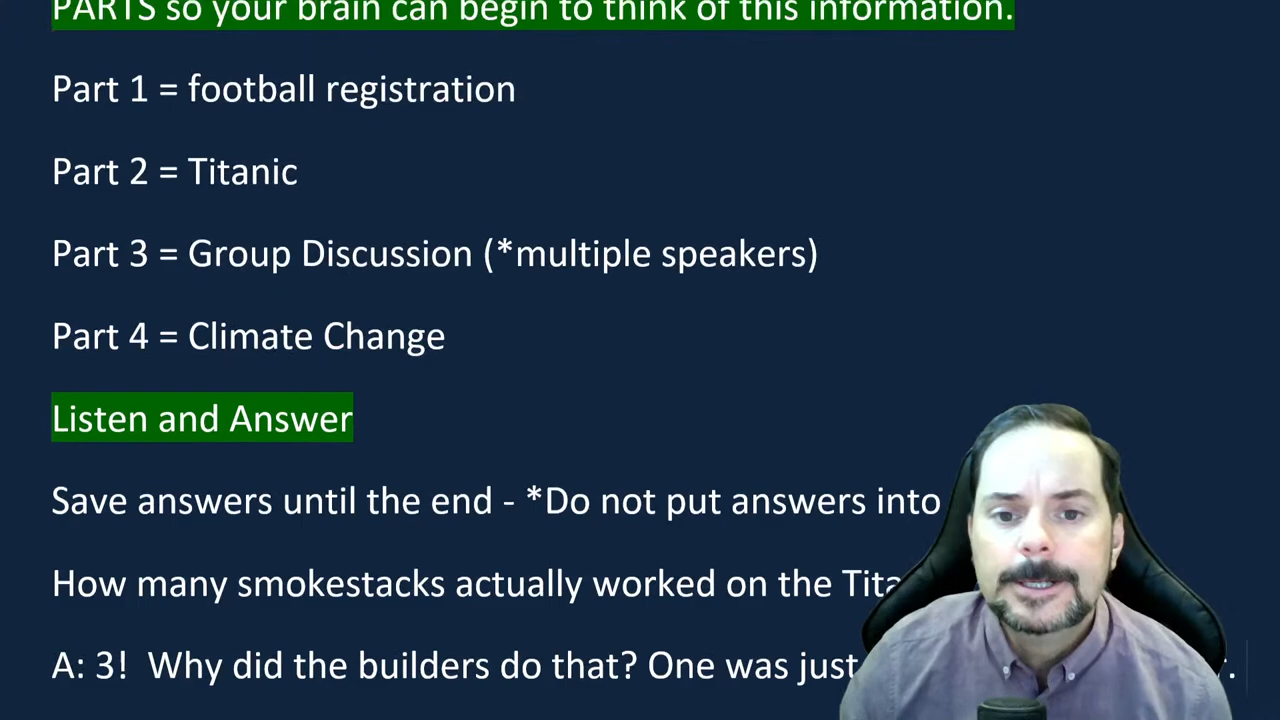 PARTS so your brain can begin to think of this information.
Part 1 = football registration
Part 2 = Titanic
Part 3 = Group Discussion (*multiple speakers)
Part 4 = Climate Change
Listen and Answer
Save answers until the end - *Do not put answers into
How many smokestacks actually worked on the
A: 3!  Why did the builders do that? One was just